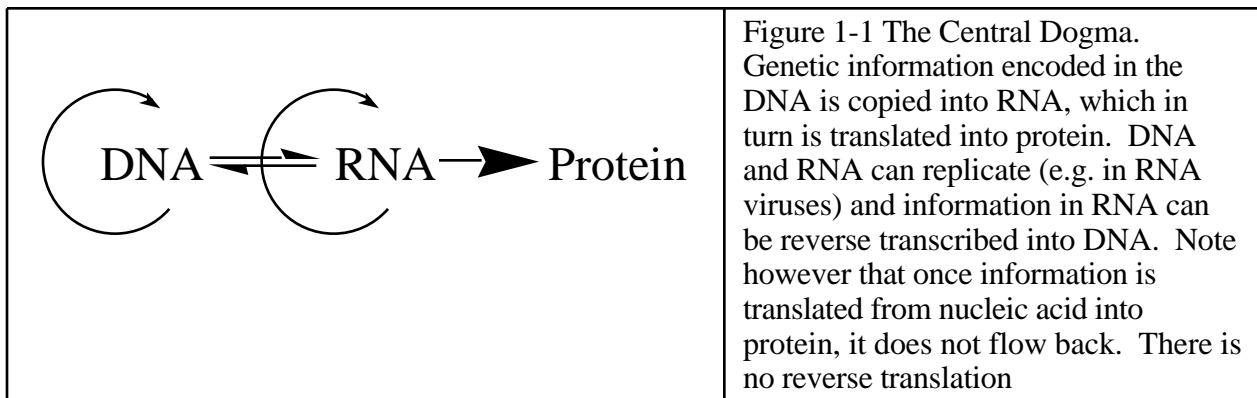 DNA RNA Protein
Figure 1-1 The Central Dogma.
Genetic information encoded in the
DNA is copied into RNA, which in
turn is translated into protein.  DNA
and RNA can replicate (e.g. in RNA
viruses) and information in RNA can
be reverse transcribed into DNA.  Note
however that once information is
translated from nucleic acid into
protein, it does not flow back.  There is
no reverse translation